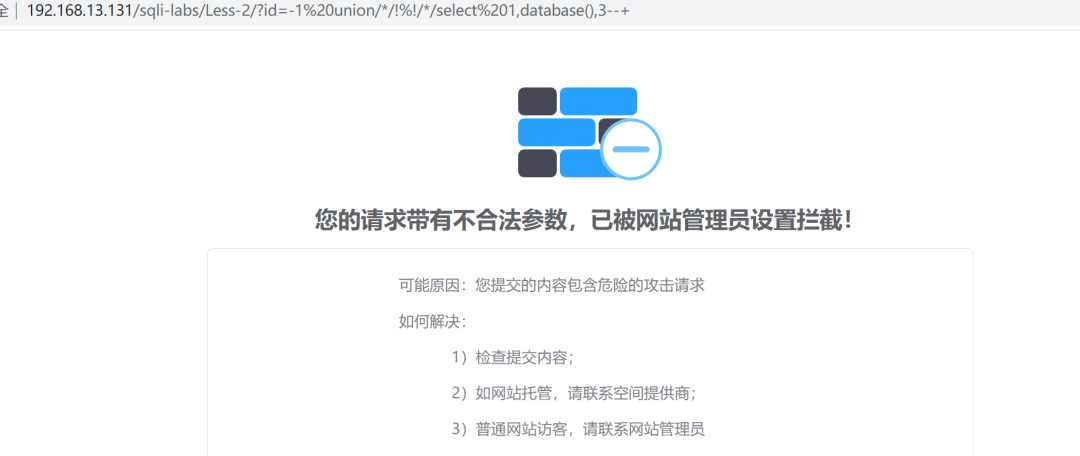 全 | 192.168.13.131/sqli-labs/Less-2/?id=-1%20union/*/!%!/*/select%201,database(),3--+
您的请求带有不合法参数，已被网站管理员设置拦截！
可能原因：您提交的内容包含危险的攻击请求
如何解决：
1）检查提交内容；
2）如网站托管，请联系空间提供商；
3）普通网站访客，请联系网站管理员